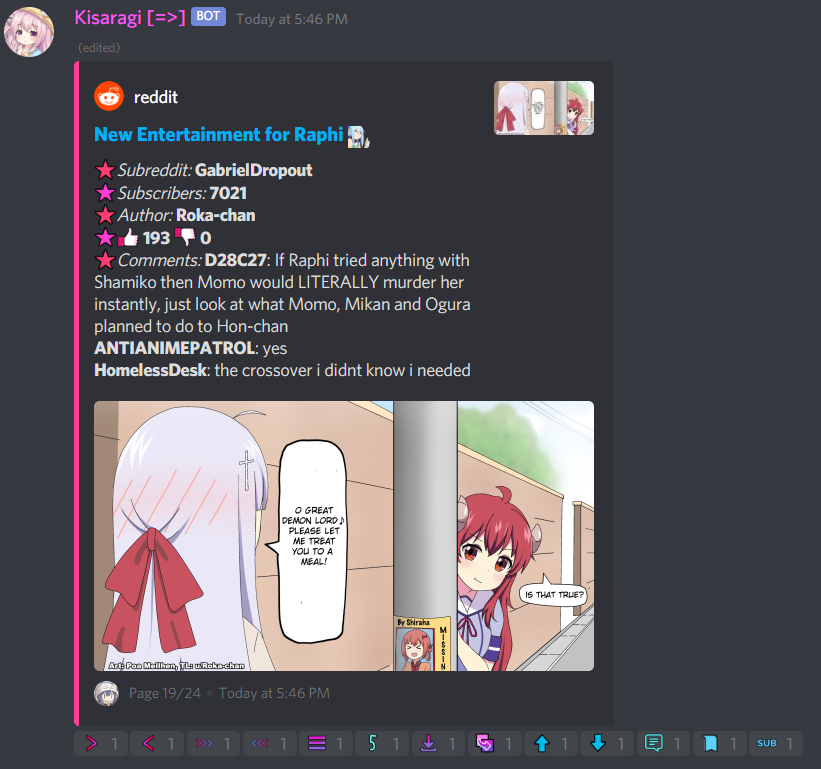 Kisaragi [=>] BOT Today at 5:46 PM
(edited)
reddit
New Entertainment for Raphi
Subreddit: GabrielDropout
Subscribers: 7021
Author: Roka-chan
193 0
Comments: D28C27: If Raphi tried anything with
Shamiko then Momo would LITERALLY murder her
instantly, just look at what Momo, Mikan and Ogura
planned to do to Hon-chan
ANTIANIMEPATROL: yes
HomelessDesk: the crossover i didnt know i needed
O GREAT
DEMON LORD♪
PLEASE LET
ME TREAT
YOU TO A
MEAL!
IS THAT TRUE?
By Shiraha
MISSIN
Art: Poa Mellhen, TL: u/Roka-chan
Page 19/24 • Today at 5:46 PM
> 1 < 1 >>> 1 <<< 1 1 5 1 1 1 1 1 1 1 SUB 1